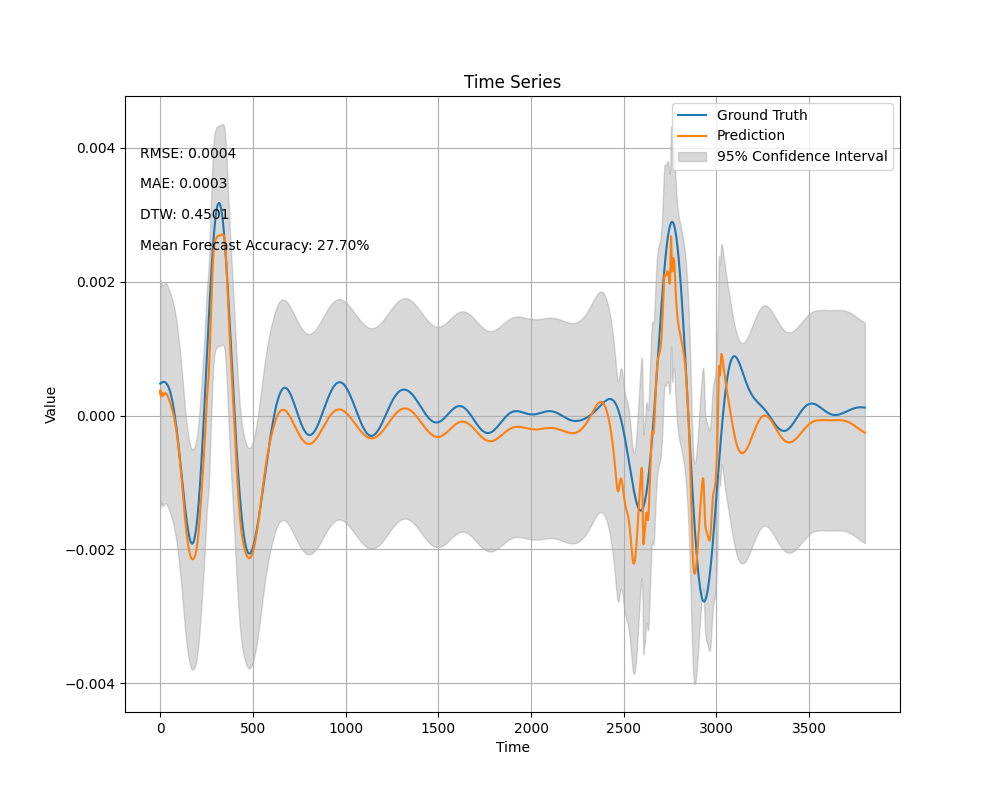 Time Series
Ground Truth
Prediction
95% Confidence Interval
RMSE: 0.0004
MAE: 0.0003
DTW: 0.4501
Mean Forecast Accuracy: 27.70%
0.004
0.002
0.000
−0.002
−0.004
Value
0 500 1000 1500 2000 2500 3000 3500
Time